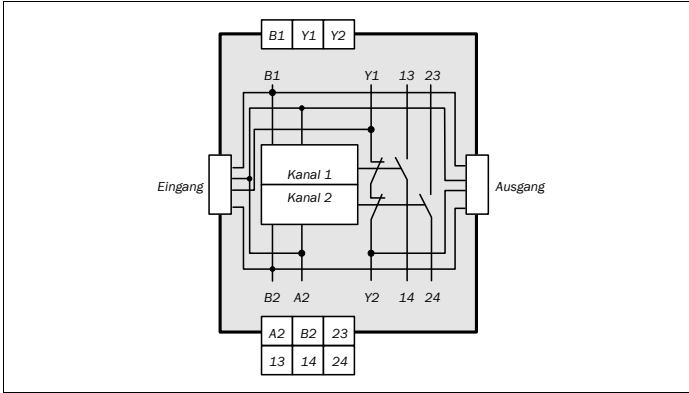 B1 Y1 Y2
B1 Y1 13 23
Kanal 1
Eingang Kanal 2 Ausgang
B2 A2 Y2 14 24
A2 B2 23
13 14 24